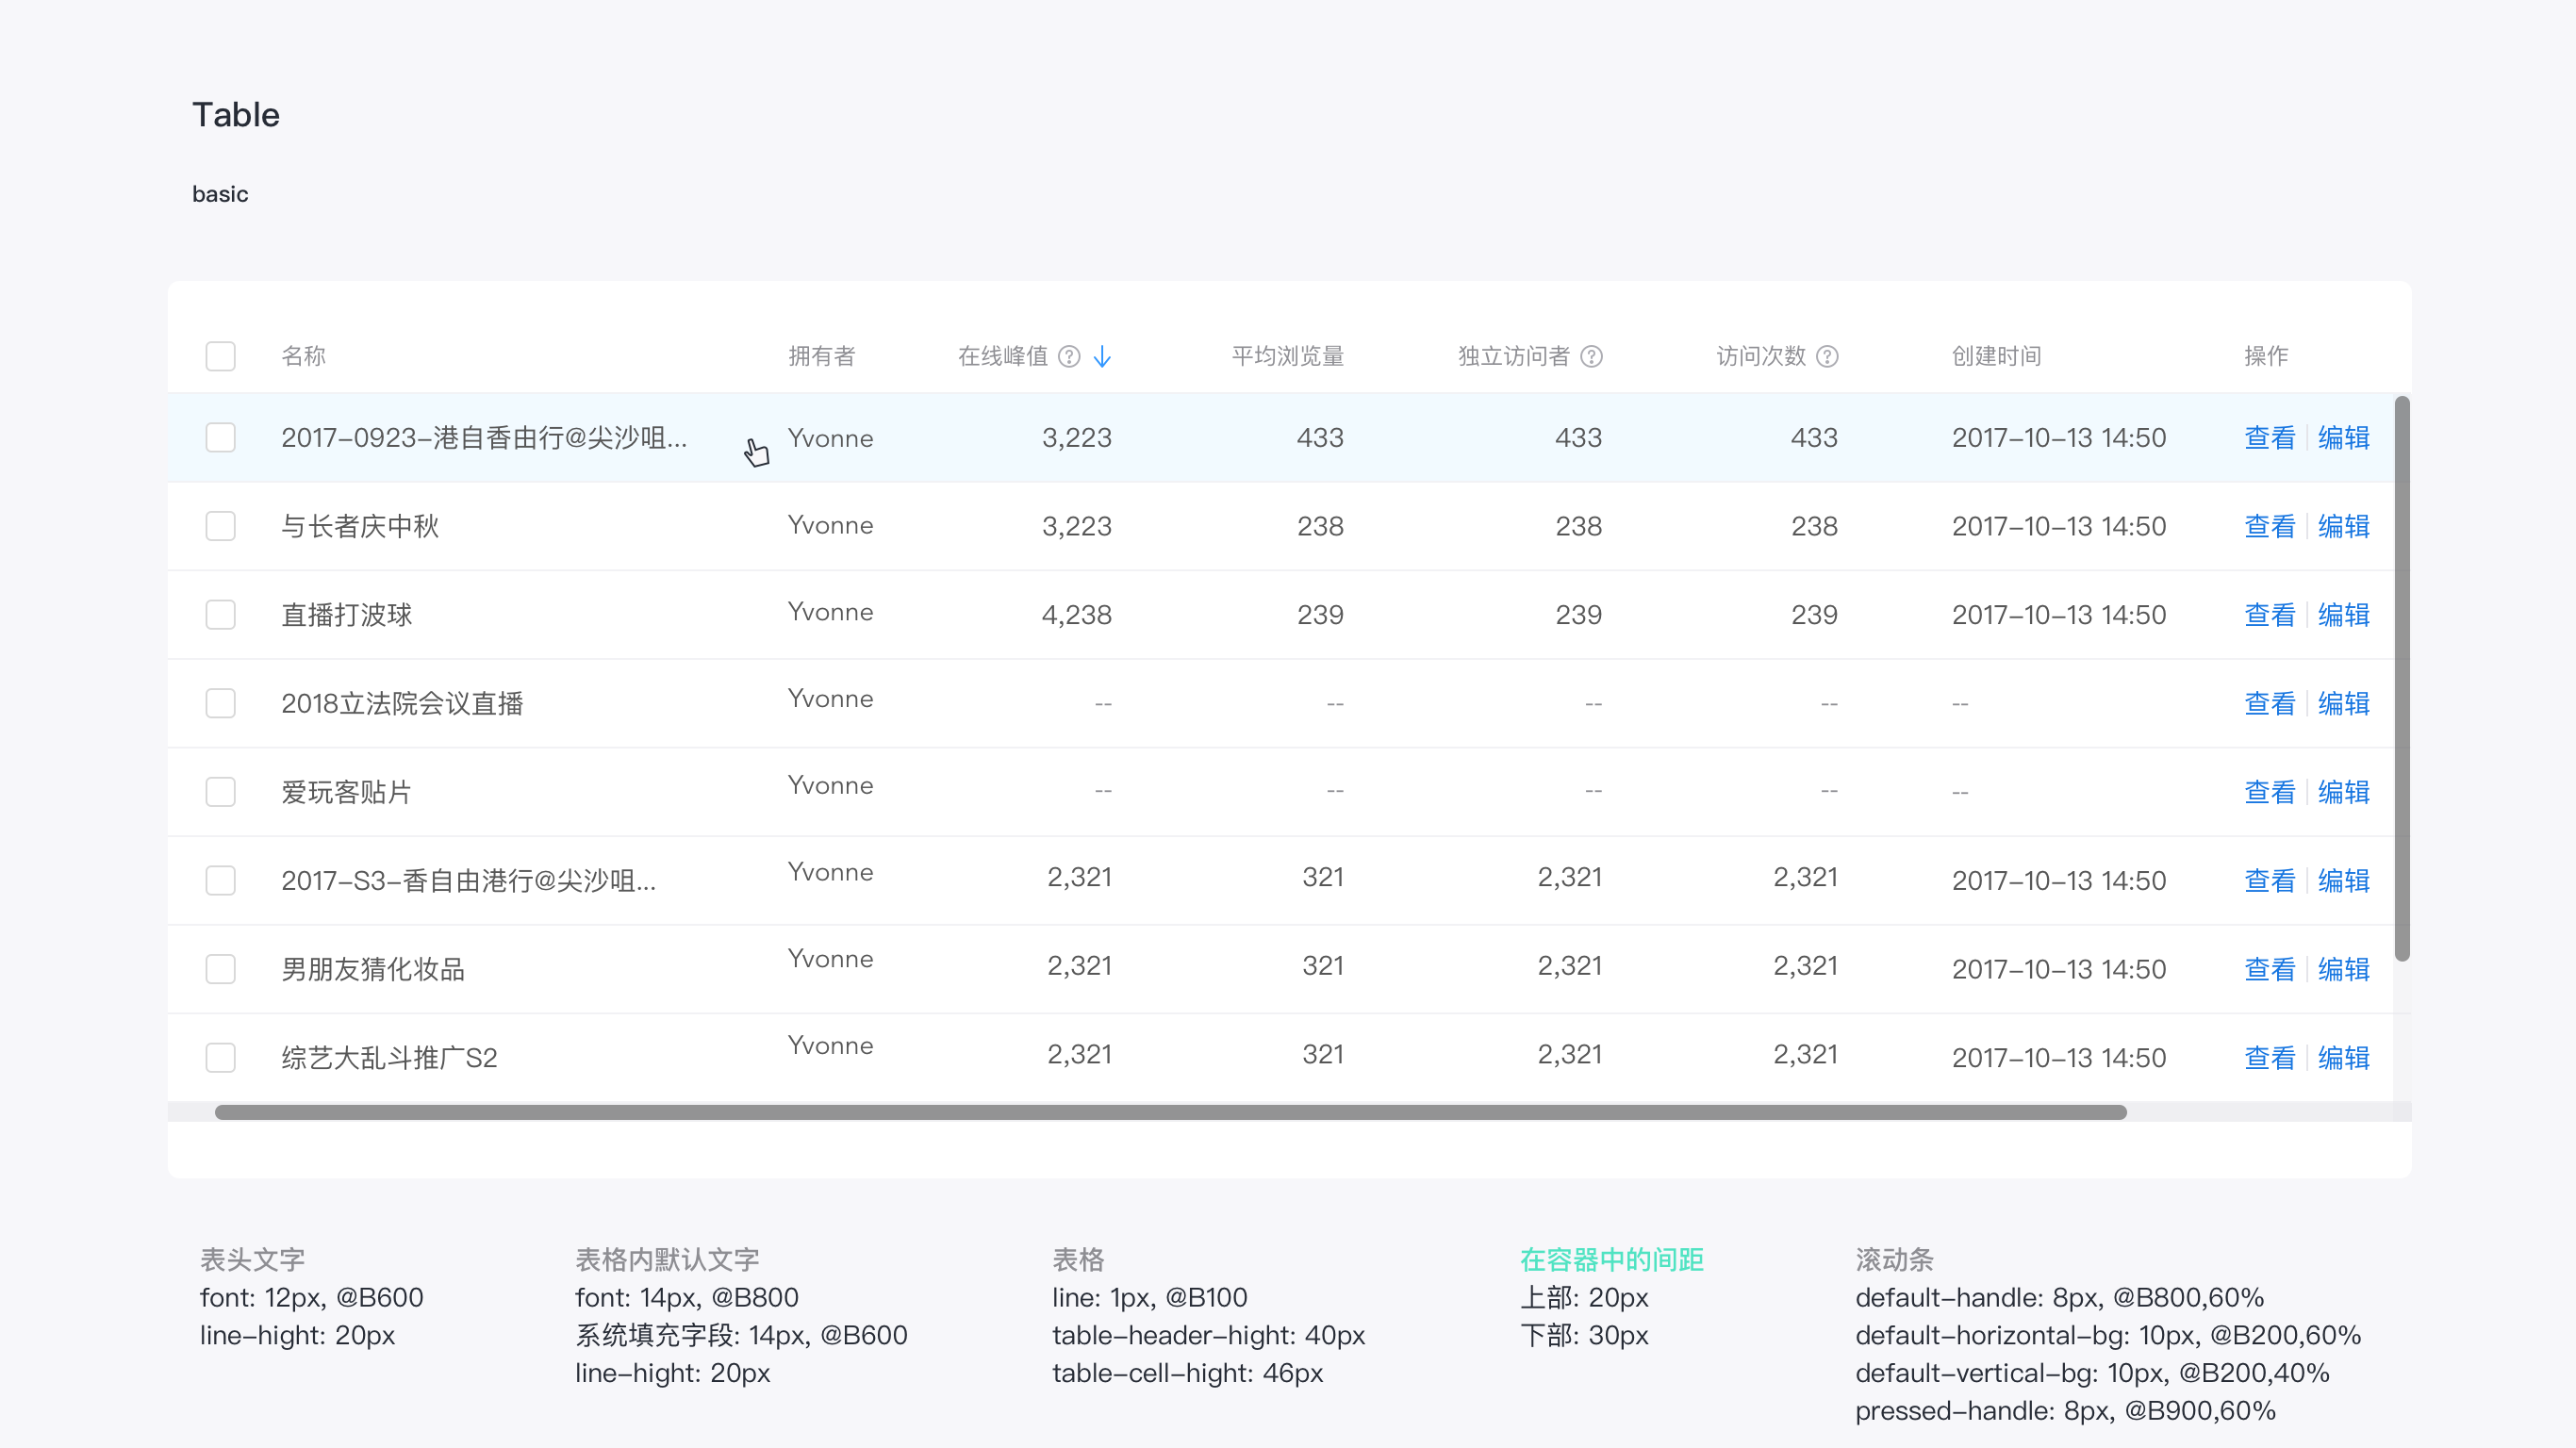 Table
basic
名称 拥有者 在线峰值 ? 平均浏览量 独立访问者 ? 访问次数 ? 创建时间 操作
2017-0923-港自香由行@尖沙咀... Yvonne 3,223 433 433 433 2017-10-13 14:50 查看 编辑
与长者庆中秋 Yvonne 3,223 238 238 238 2017-10-13 14:50 查看 编辑
直播打波球 Yvonne 4,238 239 239 239 2017-10-13 14:50 查看 编辑
2018立法院会议直播 Yvonne -- -- -- -- -- 查看 编辑
爱玩客贴片 Yvonne -- -- -- -- -- 查看 编辑
2017-S3-香自由港行@尖沙咀... Yvonne 2,321 321 2,321 2,321 2017-10-13 14:50 查看 编辑
男朋友猜化妆品 Yvonne 2,321 321 2,321 2,321 2017-10-13 14:50 查看 编辑
综艺大乱斗推广S2 Yvonne 2,321 321 2,321 2,321 2017-10-13 14:50 查看 编辑
表头文字
font: 12px, @B600
line-hight: 20px
表格内默认文字
font: 14px, @B800
系统填充字段: 14px, @B600
line-hight: 20px
表格
line: 1px, @B100
table-header-hight: 40px
table-cell-hight: 46px
在容器中的间距
上部: 20px
下部: 30px
滚动条
default-handle: 8px, @B800,60%
default-horizontal-bg: 10px, @B200,60%
default-vertical-bg: 10px, @B200,40%
pressed-handle: 8px, @B900,60%